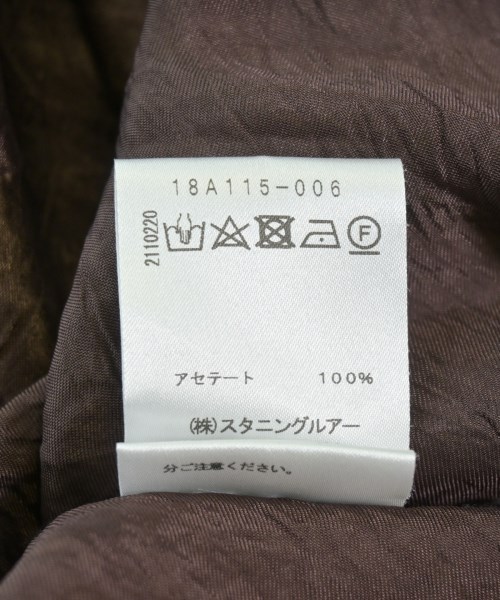 18A115-006
2110220
F
アセテート 100%
(株)スタニングルアー
分ご注意ください。